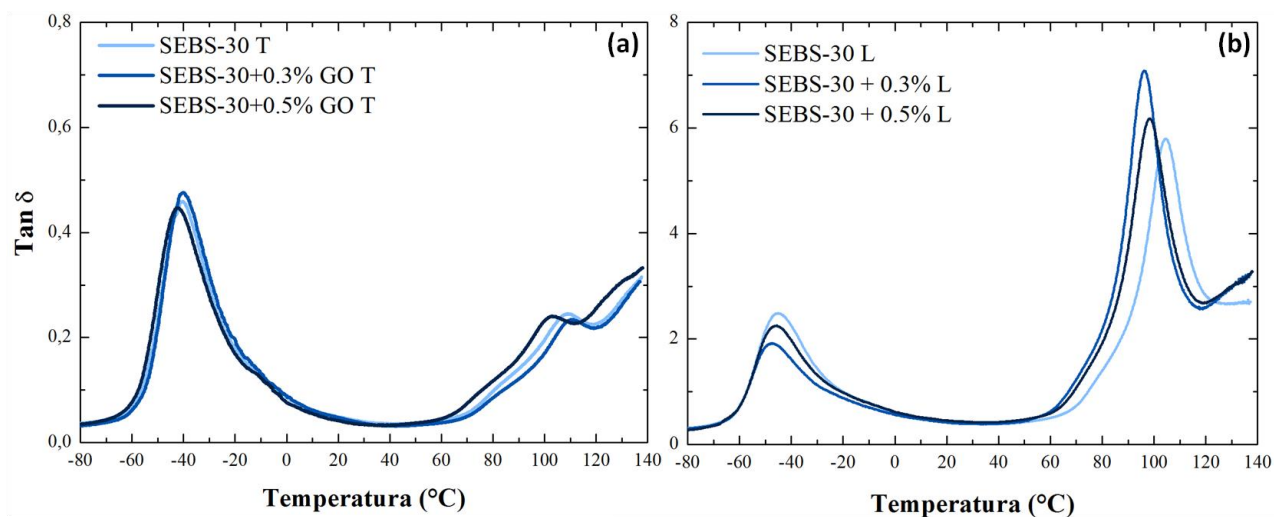 0,8
SEBS-30 T
SEBS-30+0.3% GO T
SEBS-30+0.5% GO T
(a)
0,6
0,4
0,2
0,0
Tan δ
-80 -60 -40 -20 0 20 40 60 80 100 120 140
Temperatura (°C)
8
SEBS-30 L
SEBS-30 + 0.3% L
SEBS-30 + 0.5% L
(b)
6
4
2
0
-80 -60 -40 -20 0 20 40 60 80 100 120 140
Temperatura (°C)